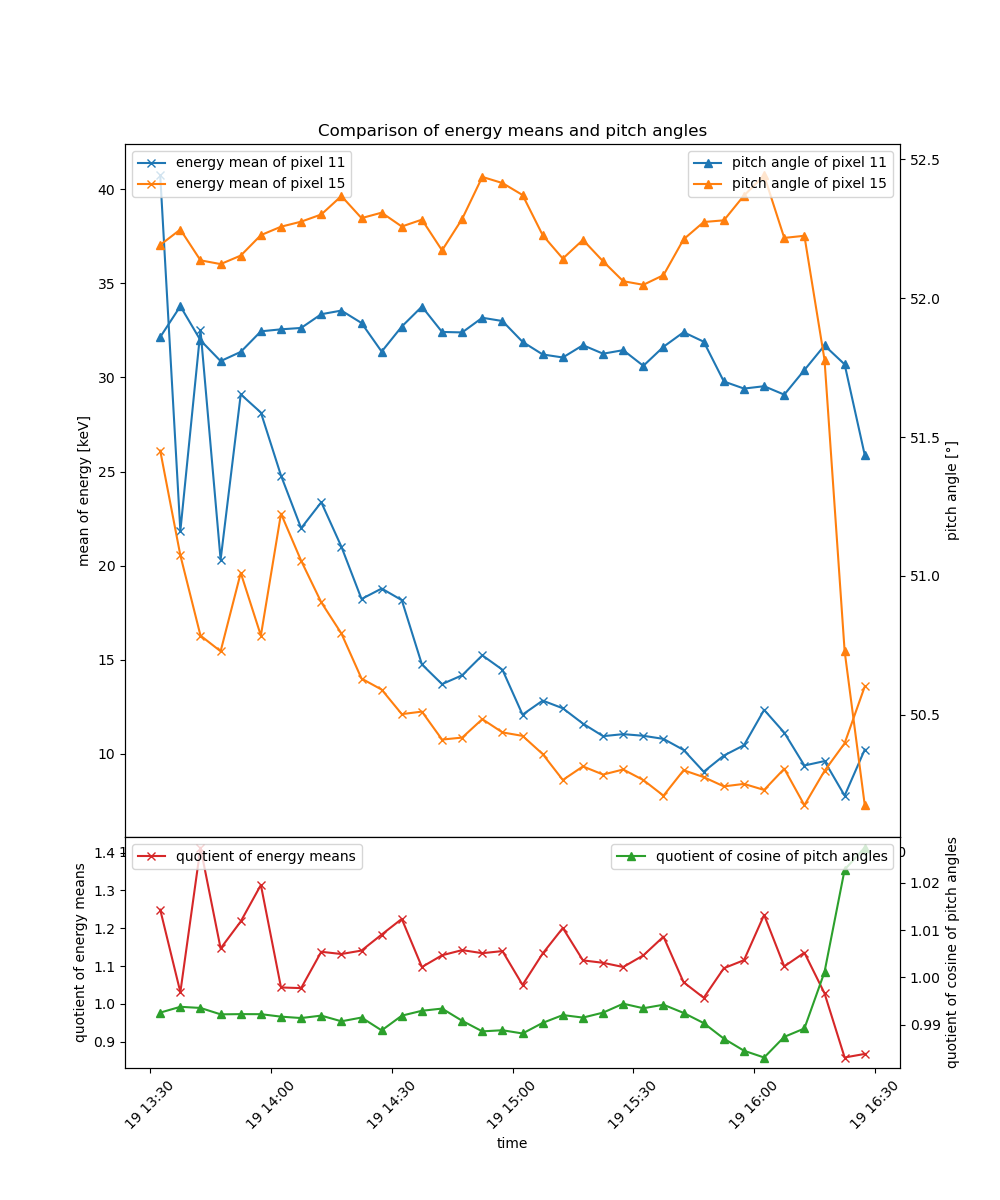 Comparison of energy means and pitch angles
energy mean of pixel 11
energy mean of pixel 15
pitch angle of pixel 11
pitch angle of pixel 15
40
35
30
25
20
15
10
mean of energy [keV]
52.5
52.0
51.5
51.0
50.5
pitch angle [°]
quotient of energy means
quotient of cosine of pitch angles
1.4
1.3
1.2
1.1
1.0
0.9
quotient of energy means
1.02
1.01
1.00
0.99
quotient of cosine of pitch angles
19 13:30
19 14:00
19 14:30
19 15:00
19 15:30
19 16:00
19 16:30
time